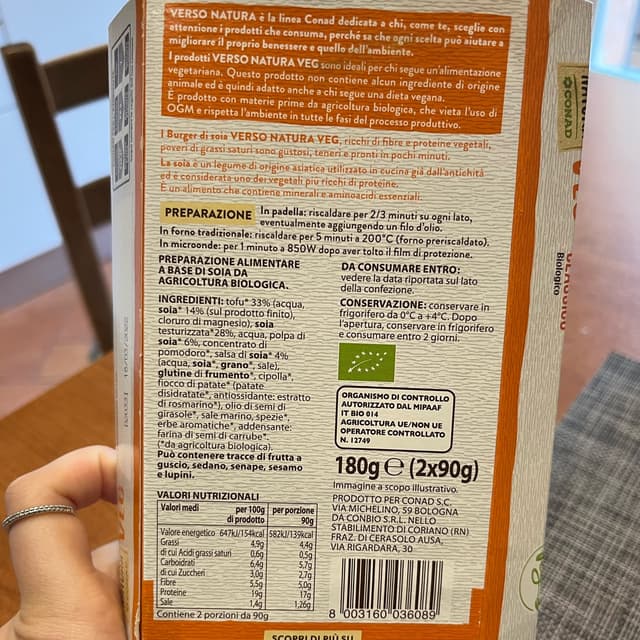 VERSO NATURA è la linea Conad dedicata a chi, come te, sceglie con
attenzione i prodotti che consuma, perché sa che ogni scelta può aiutare a
migliorare il proprio benessere e quello dell'ambiente.
I prodotti VERSO NATURA VEG sono ideali per chi segue un'alimentazione
vegetariana. Questo prodotto non contiene alcun ingrediente di origine
animale ed è quindi adatto anche a chi segue una dieta vegana.
È prodotto con materie prime da agricoltura biologica, che vieta l'uso di
OGM e rispetta l'ambiente in tutte le fasi del processo produttivo.
I Burger di soia VERSO NATURA VEG, ricchi di fibre e proteine vegetali,
poveri di grassi saturi sono gustosi, teneri e pronti in pochi minuti.
La soia è un legume di origine asiatica utilizzato in cucina già dall'antichità
ed è considerata uno dei vegetali più ricchi di proteine.
È un alimento che contiene minerali e aminoacidi essenziali.
PREPARAZIONE In padella: riscaldare per 2/3 minuti su ogni lato,
eventualmente aggiungendo un filo d'olio.
In forno tradizionale: riscaldare per 5 minuti a 200°C (forno preriscaldato).
In microonde: per 1 minuto a 850W dopo aver tolto il film di protezione.
PREPARAZIONE ALIMENTARE
A BASE DI SOIA DA
AGRICOLTURA BIOLOGICA.
INGREDIENTI: tofu* 33% (acqua,
soia* 14% (sul prodotto finito),
cloruro di magnesio), soia
testurizzata*28%, acqua, polpa di
soia* 6%, concentrato di
pomodoro*, salsa di soia* 4%
(acqua, soia*, grano*, sale),
glutine di frumento*, cipolla*,
fiocco di patate* (patate
disidratate*, antiossidante: estratto
di rosmarino*), olio di semi di
girasole*, sale marino, spezie*,
erbe aromatiche*, addensante:
farina di semi di carrube*.
(*da agricoltura biologica)
Può contenere tracce di frutta a
guscio, sedano, senape, sesamo
e lupini.
DA CONSUMARE ENTRO:
vedere la data riportata sul lato
della confezione.
CONSERVAZIONE: conservare in
frigorifero da 0°C a +4°C. Dopo
l'apertura, conservare in frigorifero
e consumare entro 2 giorni.
ORGANISMO DI CONTROLLO
AUTORIZZATO DAL MIPAAF
IT BIO 014
AGRICOLTURA UE/NON UE
OPERATORE CONTROLLATO
N. 12749
180g e (2x90g)
Immagine a scopo illustrativo.
PRODOTTO PER CONAD S.C.
VIA MICHELINO, 59 BOLOGNA
DA CONBIO S.R.L. NELLO
STABILIMENTO DI CORIANO (RN)
FRAZ. DI CERASOLO AUSA,
VIA RIGARDARA, 30
VALORI NUTRIZIONALI
Valori medi per 100g di prodotto per porzione 90g
Valore energetico 647kJ/154kcal 582kJ/139kcal
Grassi 4,9g 4,4g
di cui Acidi grassi saturi 0,6g 0,5g
Carboidrati 6,4g 5,7g
di cui Zuccheri 3,0g 2,7g
Fibre 5,5g 5,0g
Proteine 19g 17g
Sale 1,4g 1,26g
Contiene 2 porzioni da 90g
8 003160 036089
SCOPRI DI PIÙ SU
CONAD
Biologico